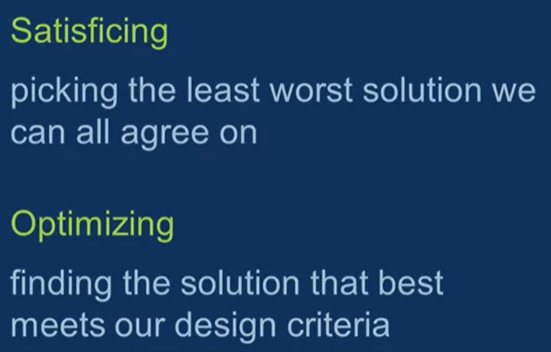 Satisficing
picking the least worst solution we
can all agree on
Optimizing
finding the solution that best
meets our design criteria